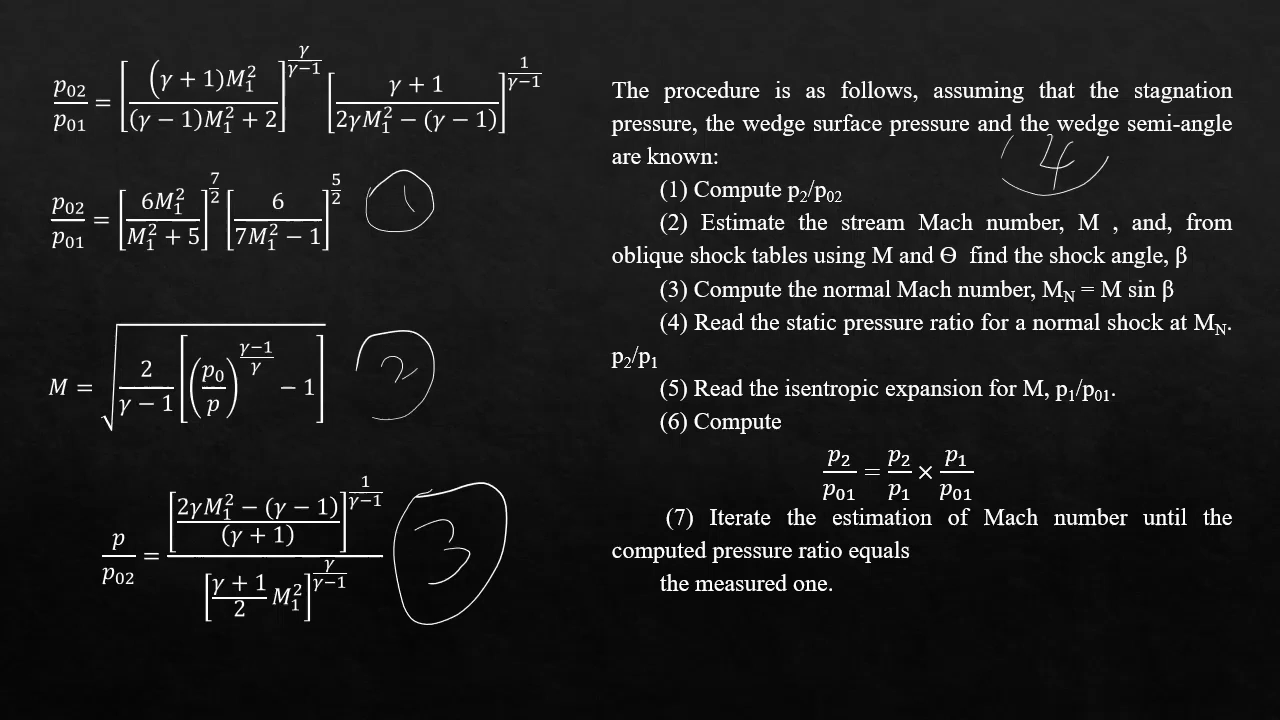 p₀₂/p₀₁ = [(γ + 1)M₁²/((γ − 1)M₁² + 2)]^(γ/(γ−1)) [(γ + 1)/(2γM₁² − (γ − 1))]^(1/(γ−1))
p₀₂/p₀₁ = [6M₁²/(M₁² + 5)]^(7/2) [6/(7M₁² − 1)]^(5/2) 1
M = √(2/(γ − 1) [(p₀/p)^((γ−1)/γ) − 1]) 2
p/p₀₂ = [(2γM₁² − (γ − 1))/(γ + 1)]^(1/(γ−1)) / [(γ + 1)/2 M₁²]^(γ/(γ−1)) 3
The procedure is as follows, assuming that the stagnation
pressure, the wedge surface pressure and the wedge semi-angle
are known: 4
(1) Compute p₂/p₀₂
(2) Estimate the stream Mach number, M , and, from
oblique shock tables using M and Ɵ find the shock angle, β
(3) Compute the normal Mach number, M_N = M sin β
(4) Read the static pressure ratio for a normal shock at M_N.
p₂/p₁
(5) Read the isentropic expansion for M, p₁/p₀₁.
(6) Compute
p₂/p₀₁ = p₂/p₁ × p₁/p₀₁
(7) Iterate the estimation of Mach number until the
computed pressure ratio equals
the measured one.